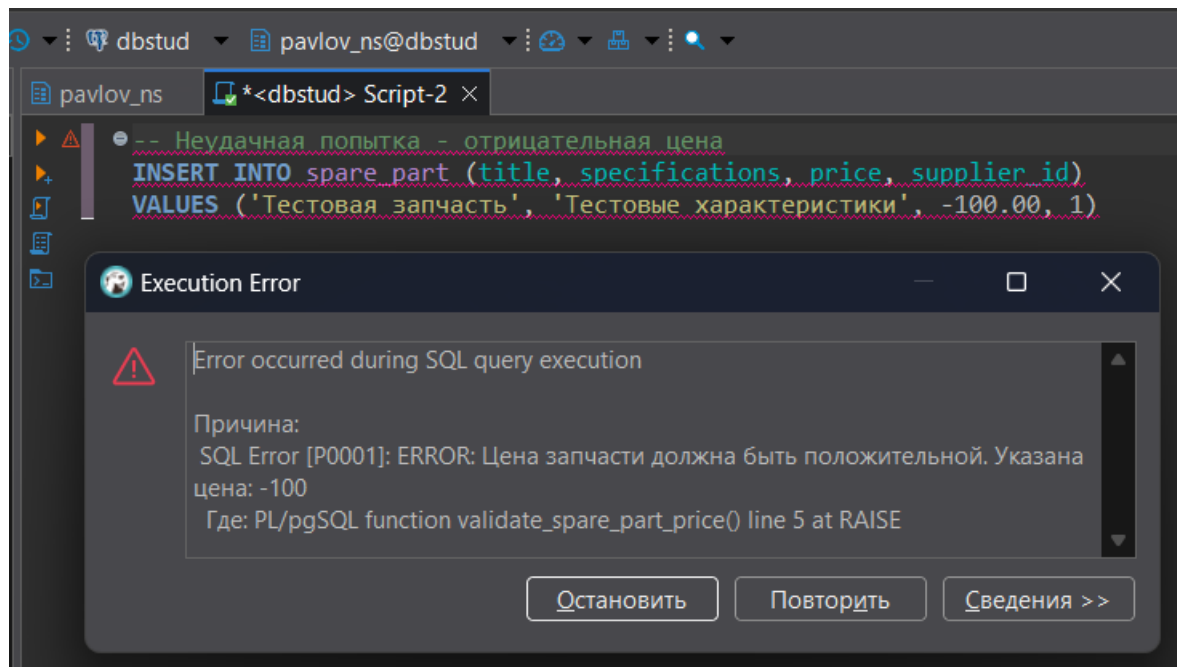 dbstud
pavlov_ns@dbstud
pavlov_ns
*<dbstud> Script-2
-- Неудачная попытка - отрицательная цена
INSERT INTO spare_part (title, specifications, price, supplier_id)
VALUES ('Тестовая запчасть', 'Тестовые характеристики', -100.00, 1)
Execution Error
Error occurred during SQL query execution
Причина:
SQL Error [P0001]: ERROR: Цена запчасти должна быть положительной. Указана
цена: -100
Где: PL/pgSQL function validate_spare_part_price() line 5 at RAISE
Остановить
Повторить
Сведения >>